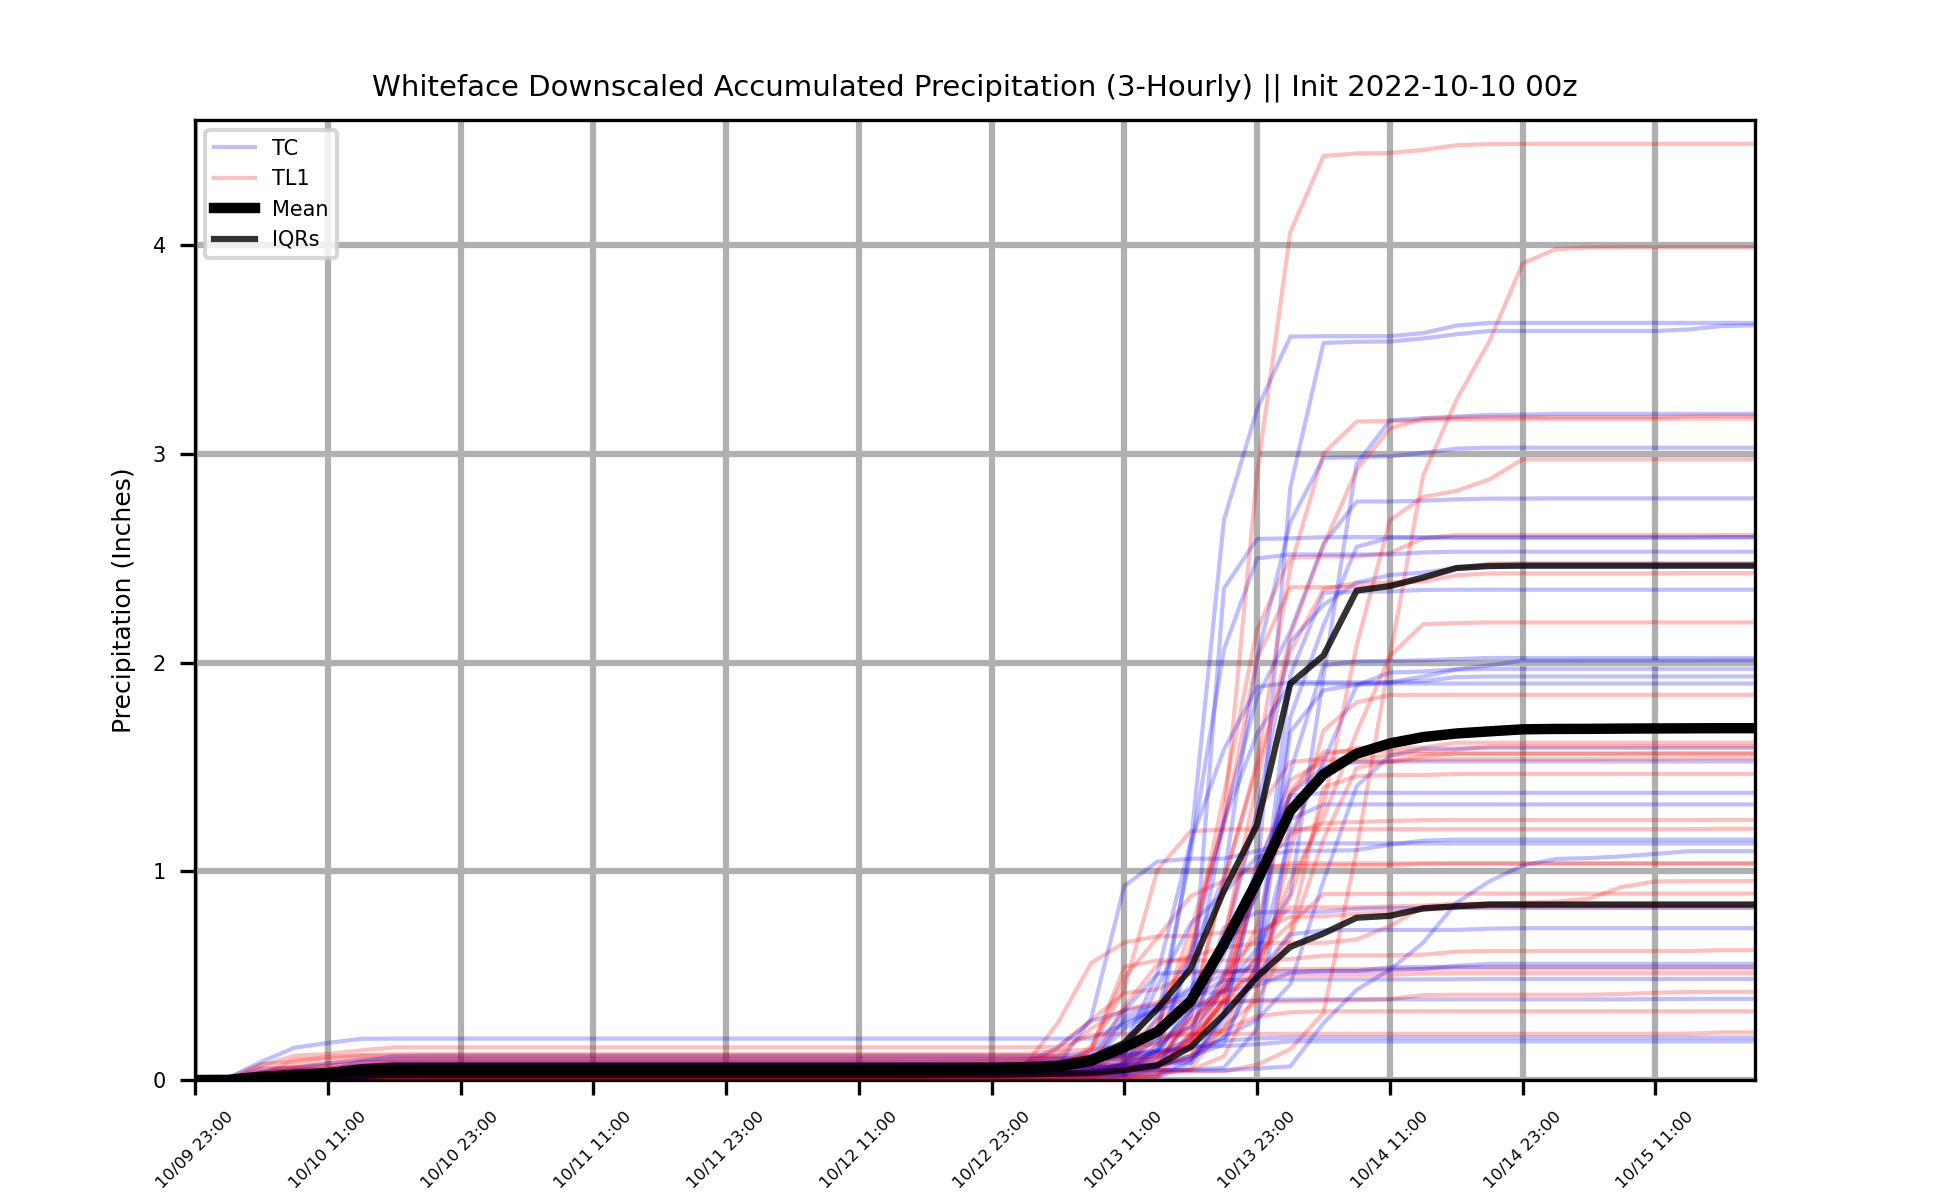 Whiteface Downscaled Accumulated Precipitation (3-Hourly) || Init 2022-10-10 00z
TC
TL1
Mean
IQRs
Precipitation (Inches)
4
3
2
1
0
10/09 23:00
10/10 11:00
10/10 23:00
10/11 11:00
10/11 23:00
10/12 11:00
10/12 23:00
10/13 11:00
10/13 23:00
10/14 11:00
10/14 23:00
10/15 11:00